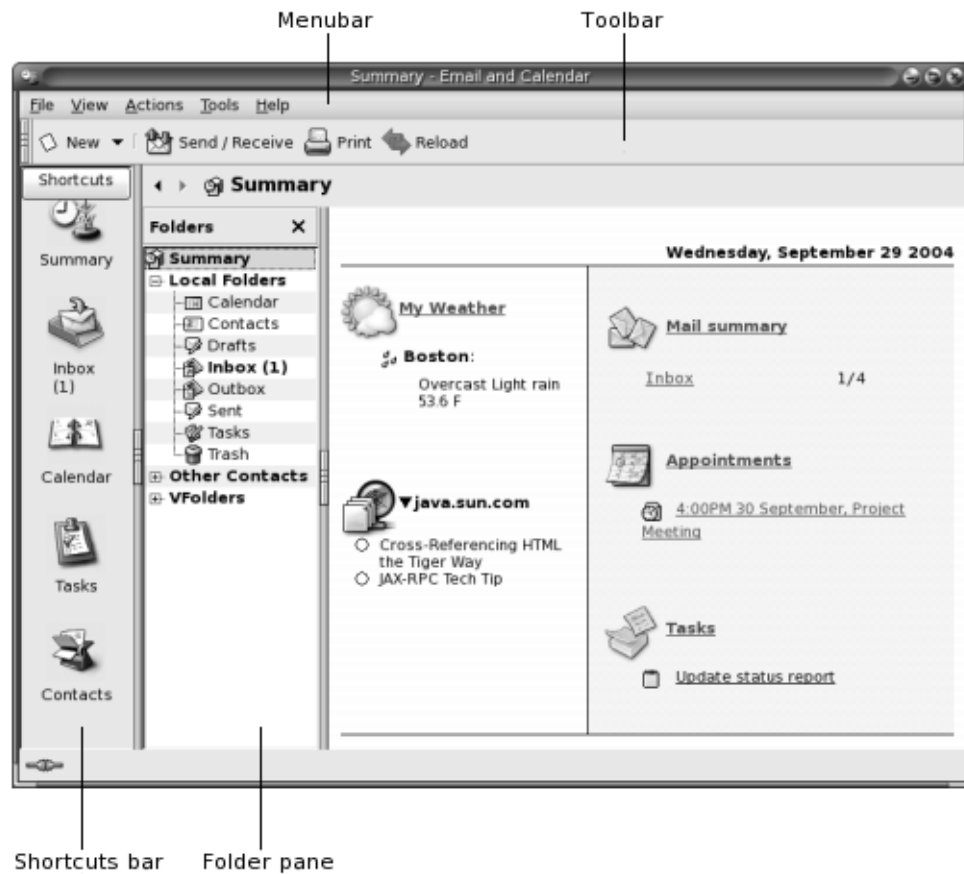 Menubar
Toolbar
Summary - Email and Calendar
File View Actions Tools Help
New Send / Receive Print Reload
Shortcuts
Summary
Inbox
(1)
Calendar
Tasks
Contacts
Summary
Folders
Summary
Local Folders
Calendar
Contacts
Drafts
Inbox (1)
Outbox
Sent
Tasks
Trash
Other Contacts
VFolders
Wednesday, September 29 2004
My Weather
Boston:
Overcast Light rain
53.6 F
java.sun.com
Cross-Referencing HTML
the Tiger Way
JAX-RPC Tech Tip
Mail summary
Inbox 1/4
Appointments
4:00PM 30 September, Project
Meeting
Tasks
Update status report
Shortcuts bar
Folder pane